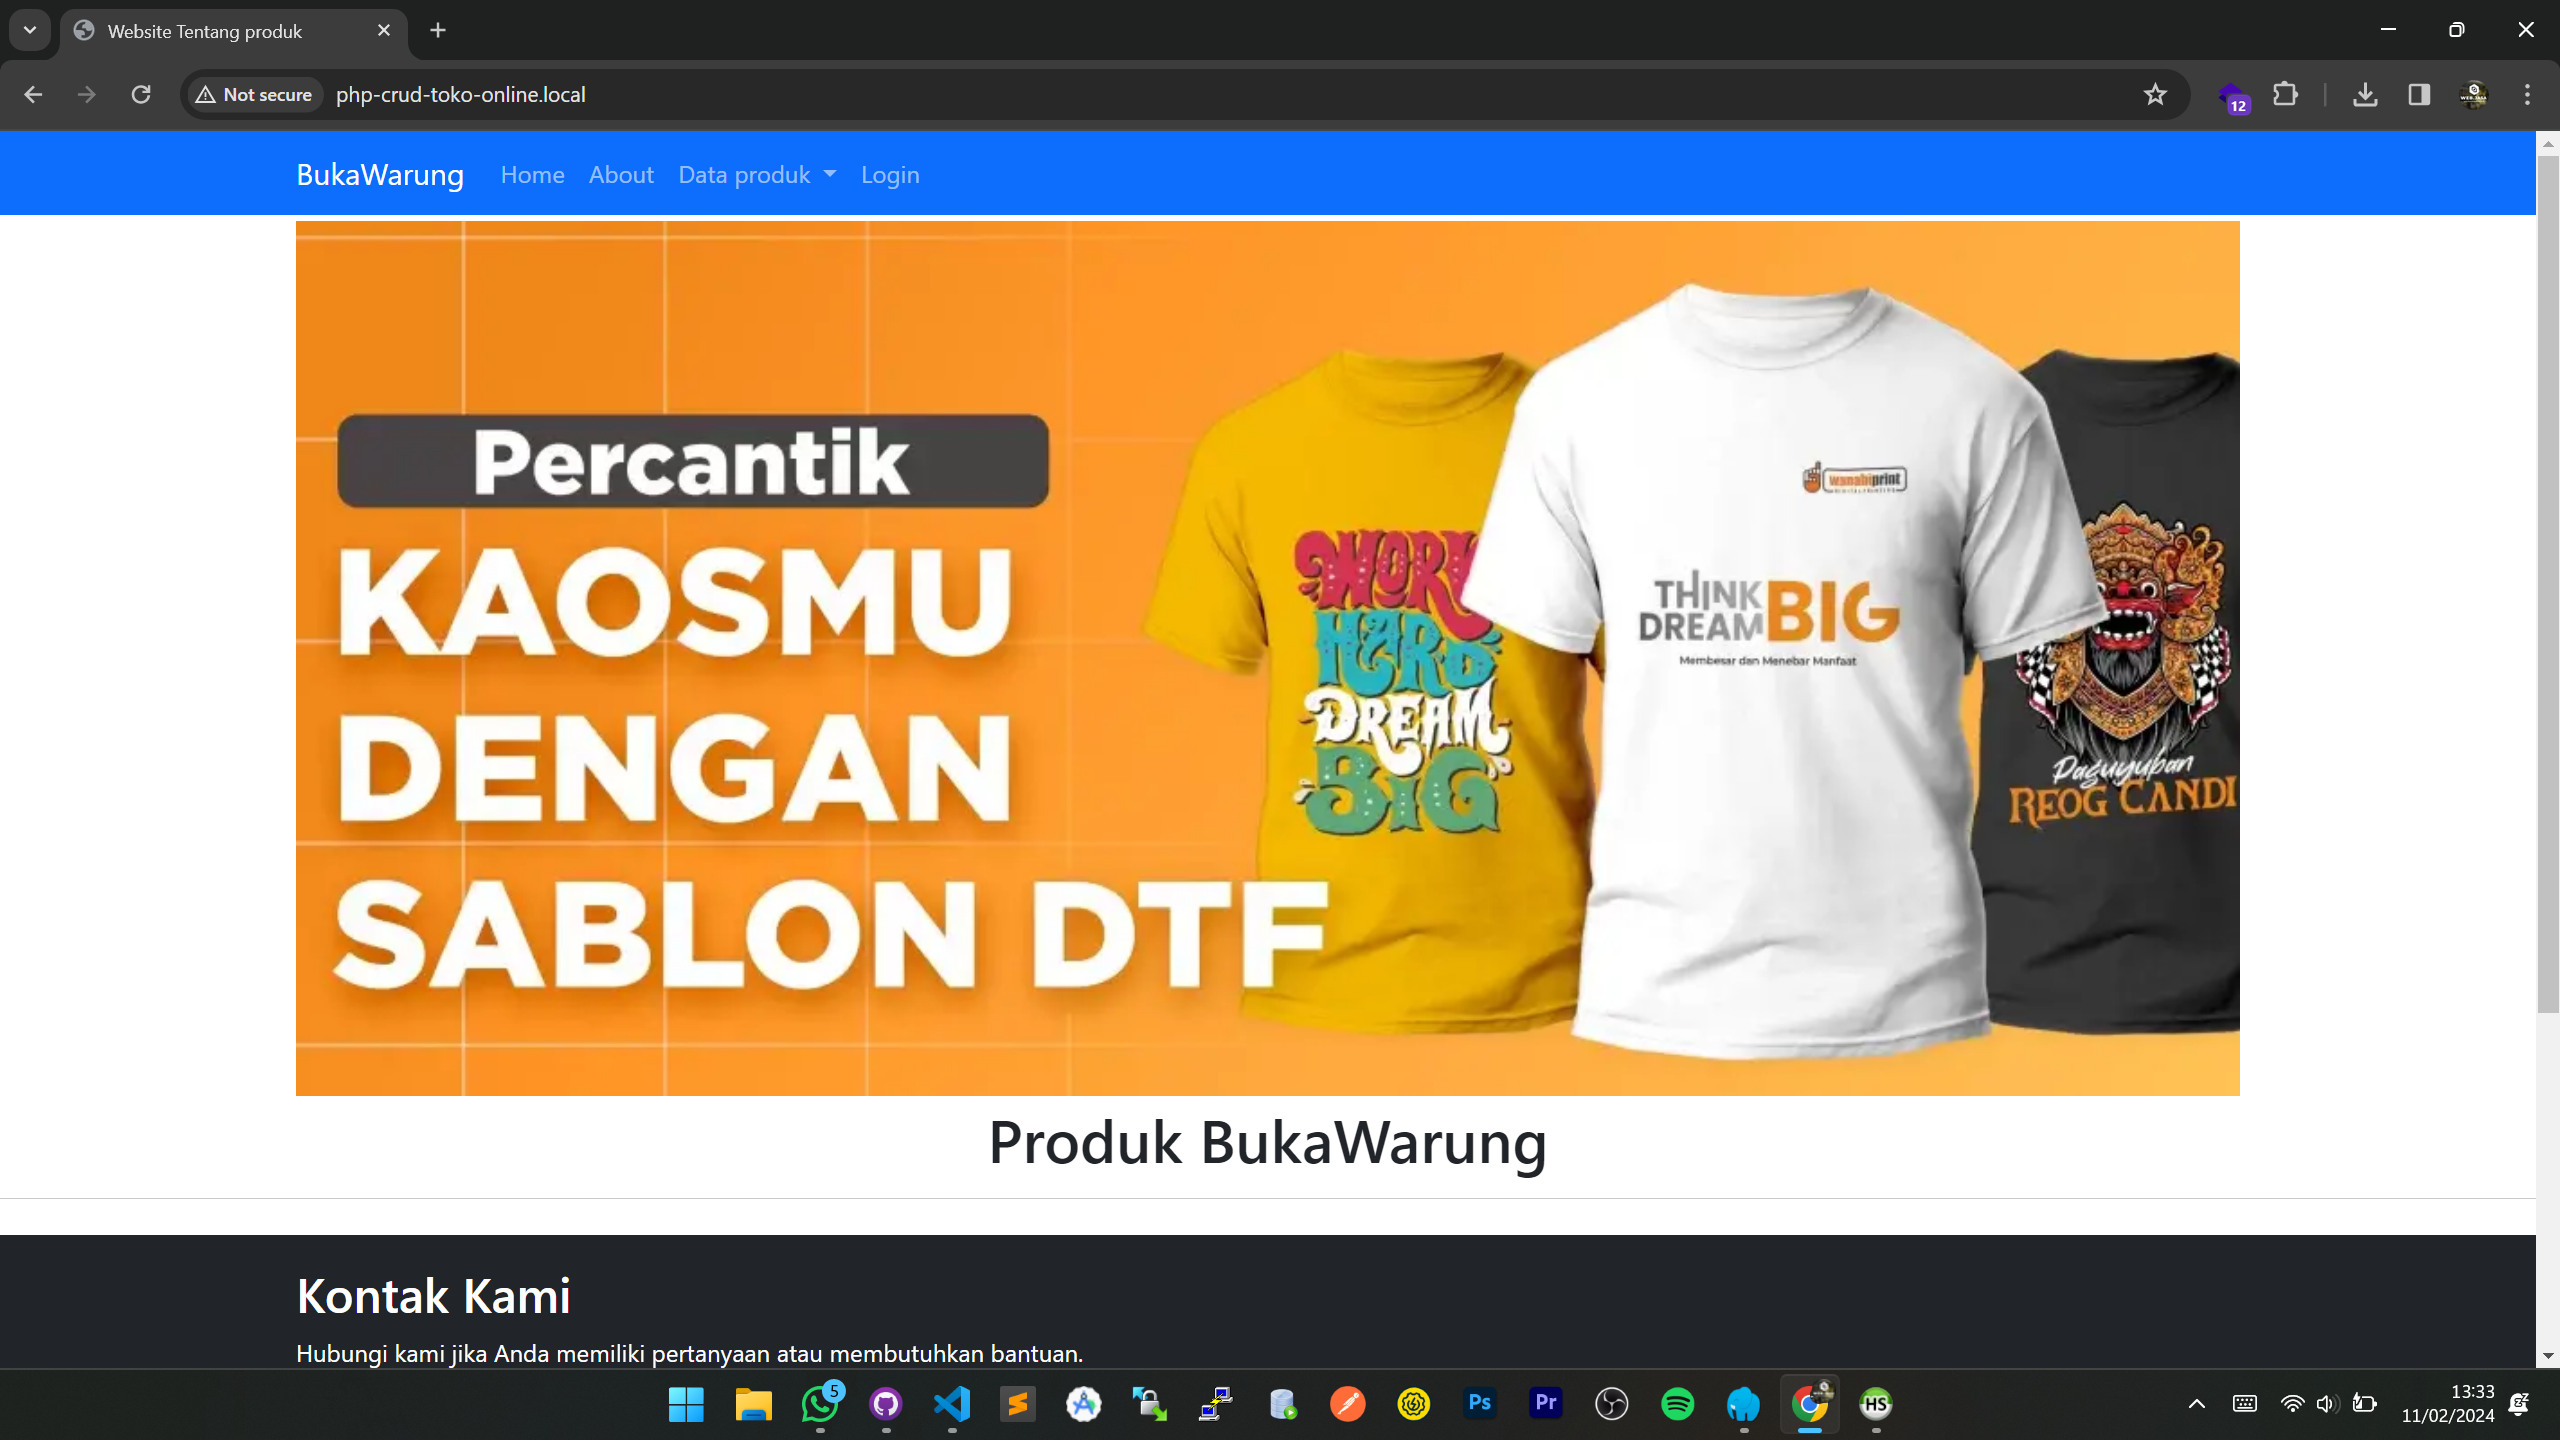 Website Tentang produk
Not secure
php-crud-toko-online.local
12
BukaWarung
Home
About
Data produk
Login
Percantik
KAOSMU
DENGAN
SABLON DTF
WORK
HARD
DREAM
BIG
wanabiprint
THINK
DREAM BIG
Membesar dan Menebar Manfaat
Paguyuban
REOG CANDI
Produk BukaWarung
Kontak Kami
Hubungi kami jika Anda memiliki pertanyaan atau membutuhkan bantuan.
5
Ps
Pr
HS
13:33
11/02/2024